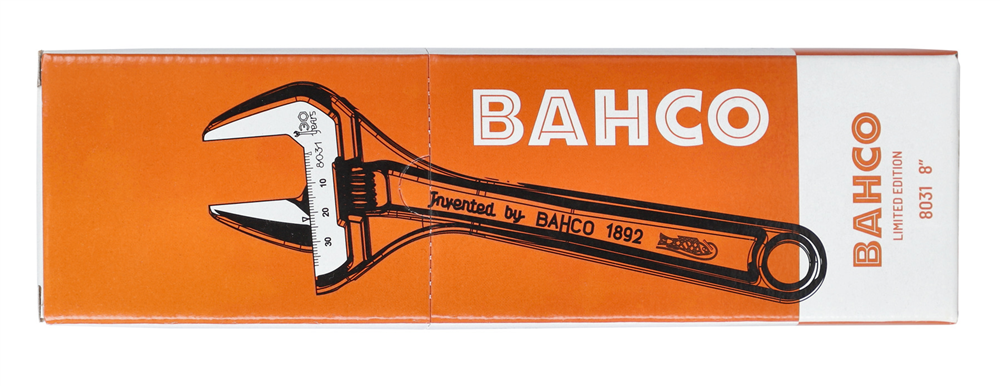 BAHCO
130
years
8031
10
20
30
Invented by BAHCO 1892
BAHCO
LIMITED EDITION
8031 8"